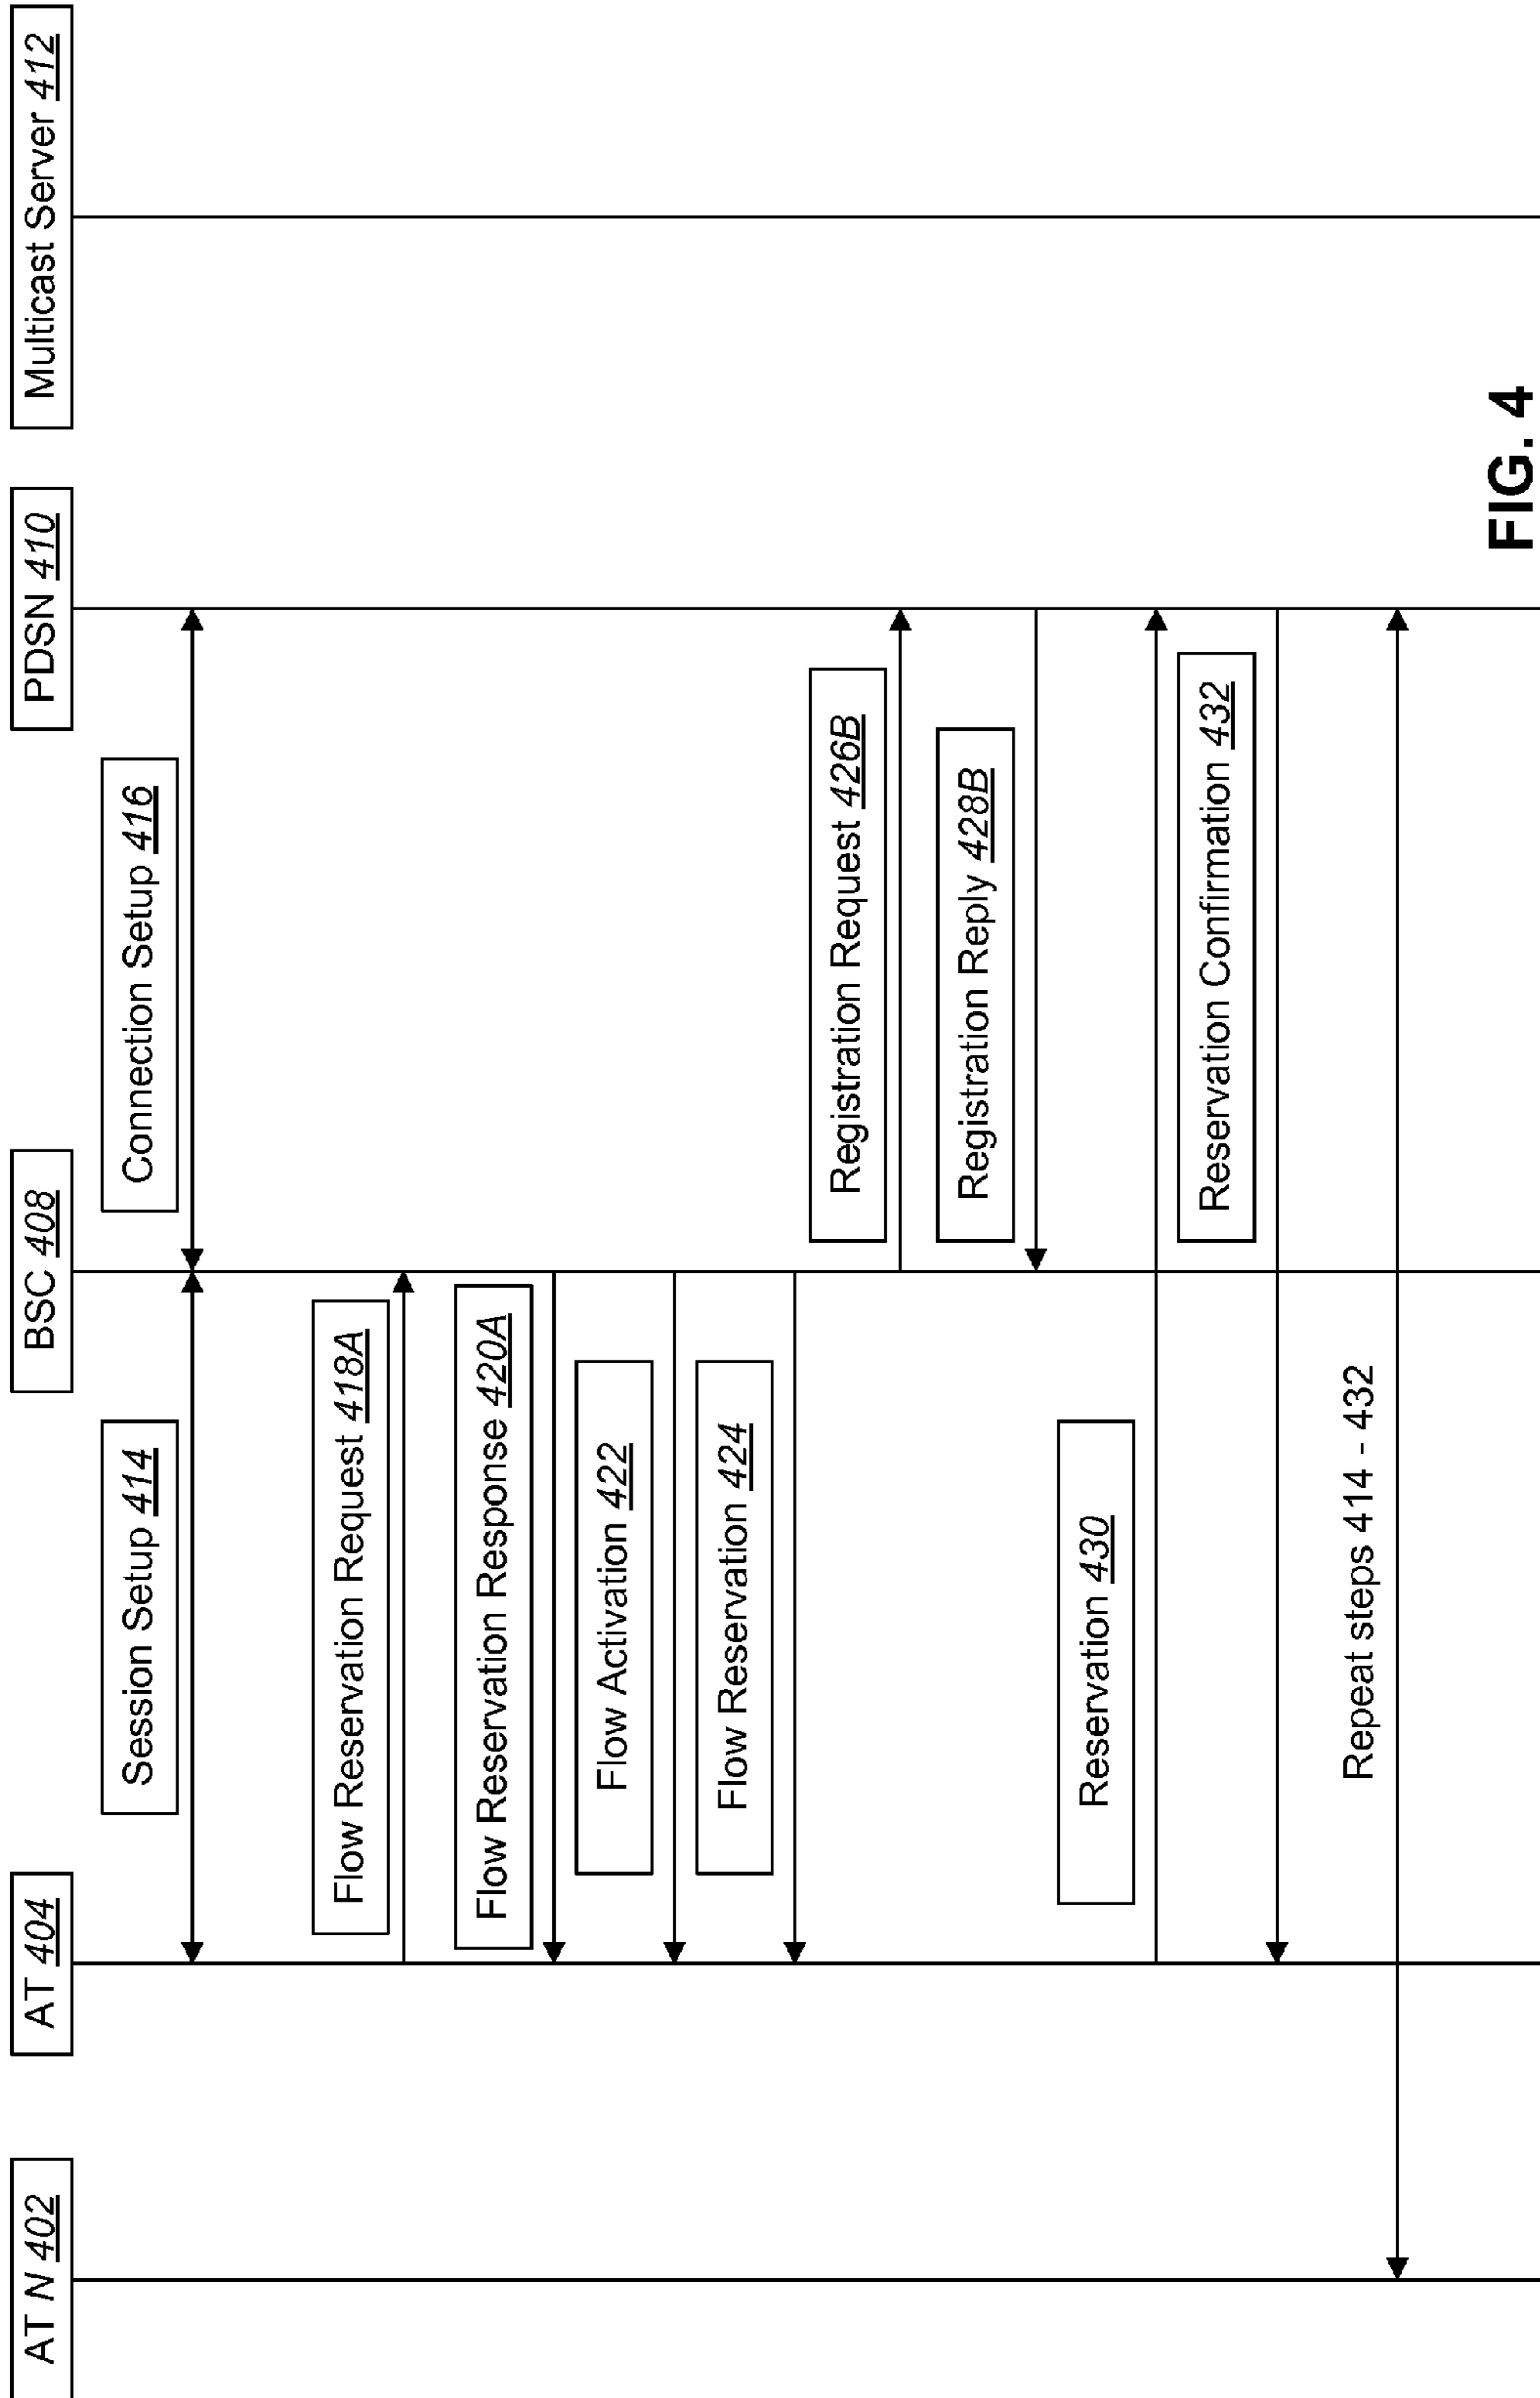 AT N 402
AT 404
BSC 408
PDSN 410
Multicast Server 412
Session Setup 414
Connection Setup 416
Flow Reservation Request 418A
Flow Reservation Response 420A
Flow Activation 422
Flow Reservation 424
Registration Request 426B
Registration Reply 428B
Reservation 430
Reservation Confirmation 432
Repeat steps 414 - 432
FIG. 4